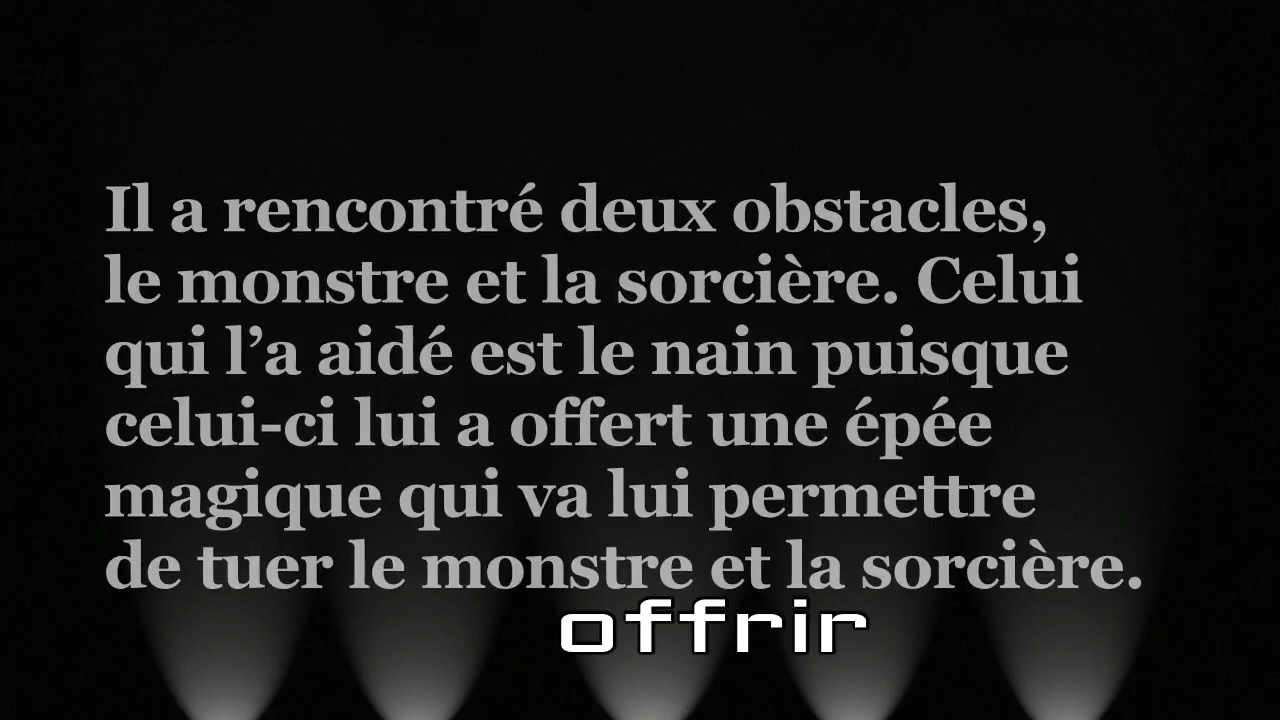 Il a rencontré deux obstacles,
le monstre et la sorcière. Celui
qui l’a aidé est le nain puisque
celui-ci lui a offert une épée
magique qui va lui permettre
de tuer le monstre et la sorcière.
offrir